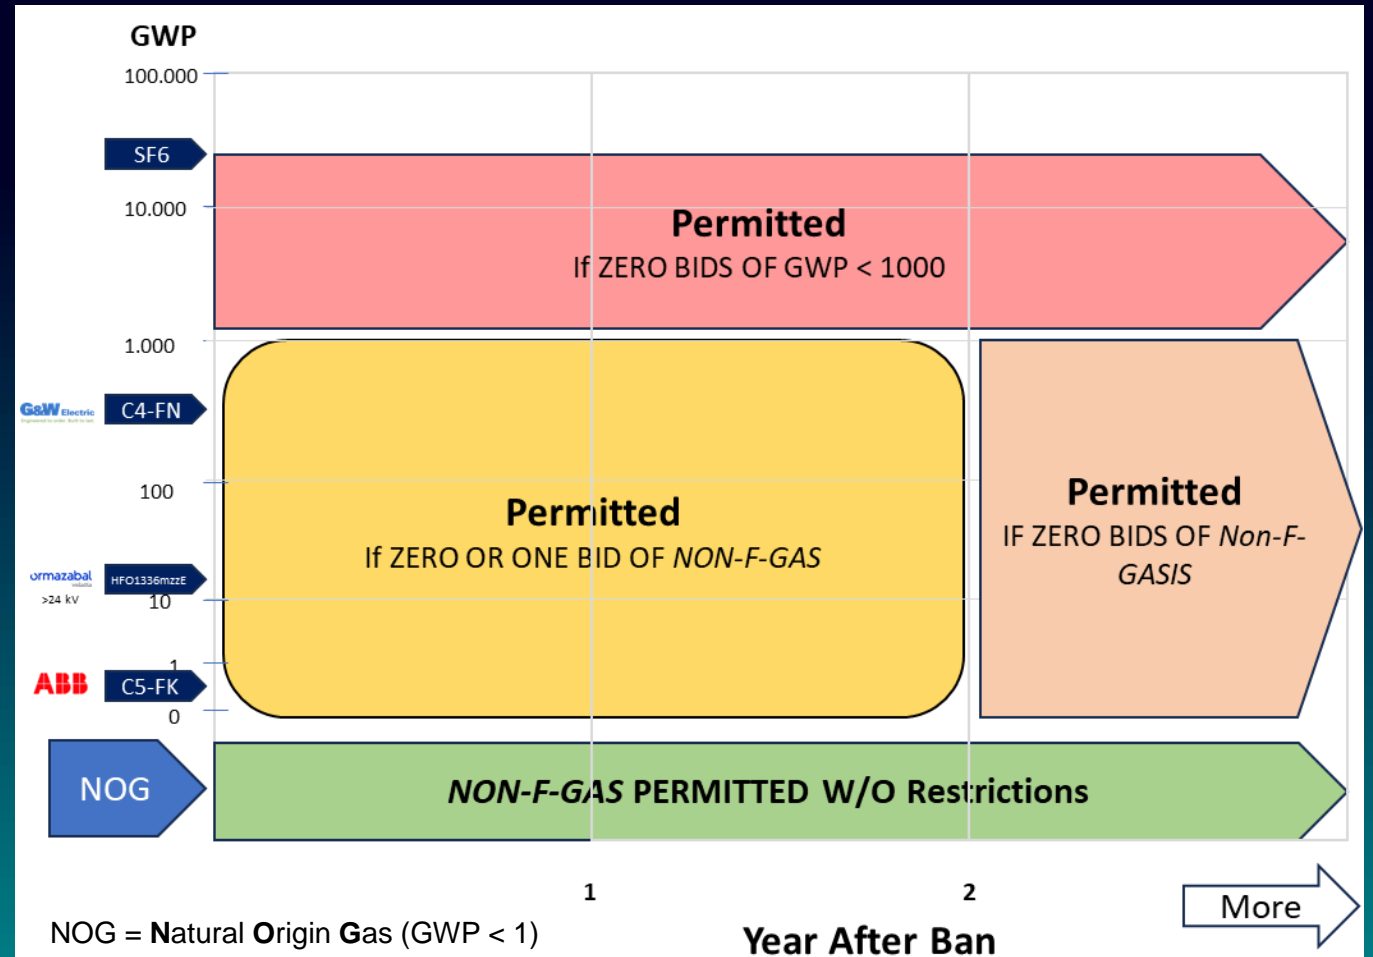 GWP
100.000
SF6
10.000
Permitted
If ZERO BIDS OF GWP < 1000
1.000
G&W Electric
C4-FN
100
Permitted
If ZERO OR ONE BID OF NON-F-GAS
Permitted
IF ZERO BIDS OF Non-F-
GASIS
ormazabal
velatia
>24 kV
HFO1336mzzE
10
1
ABB
C5-FK
0
NOG
NON-F-GAS PERMITTED W/O Restrictions
1
2
More
NOG = Natural Origin Gas (GWP < 1)
Year After Ban